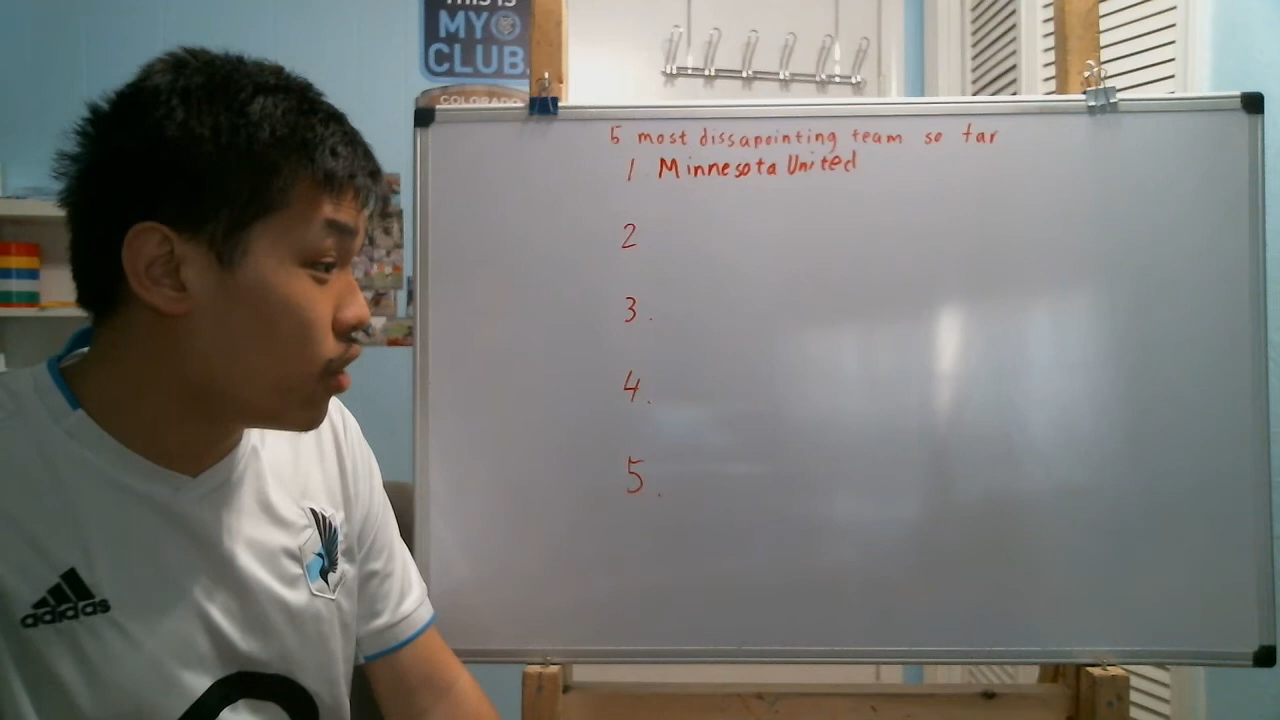 THIS IS
MY
CLUB.
COLORADO
5 most dissapointing team so far
1 Minnesota United
2
3.
4.
5.
adidas